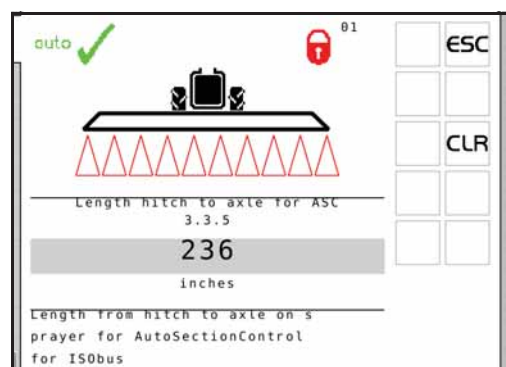 auto
01
ESC
CLR
Length hitch to axle for ASC
3.3.5
236
inches
Length from hitch to axle on s
prayer for AutoSectionControl
for ISObus